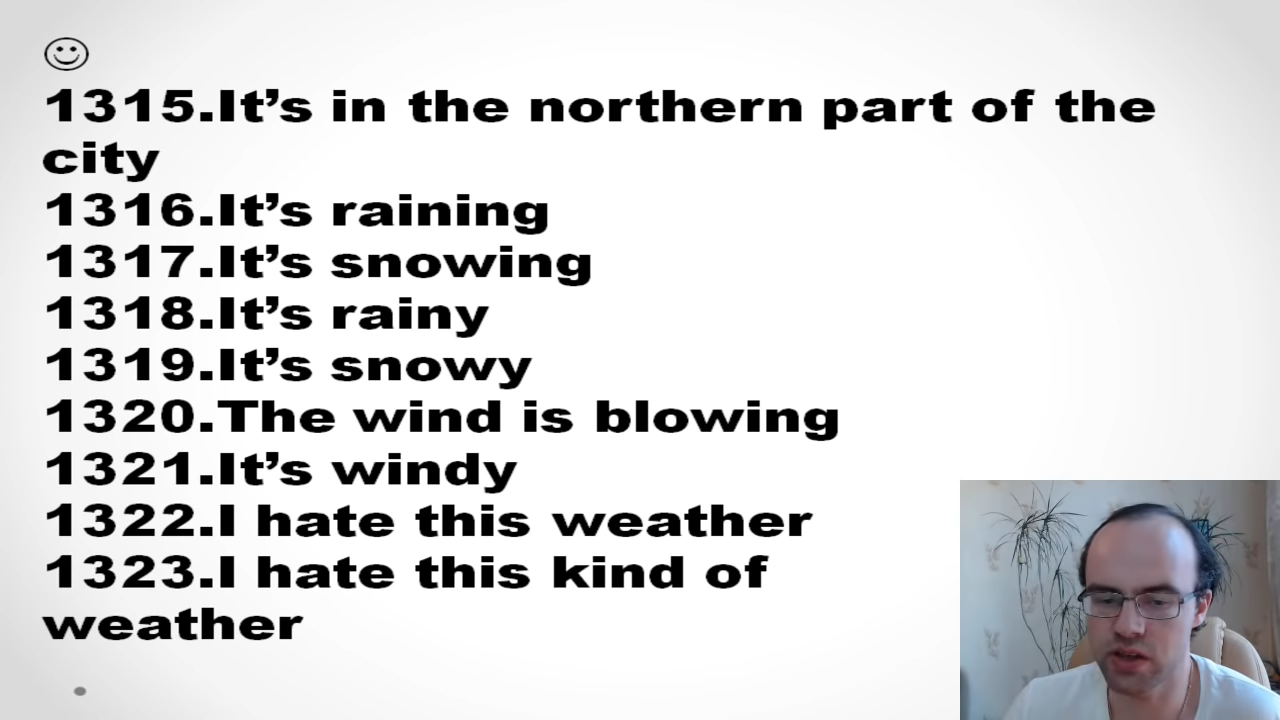 1315.It’s in the northern part of the
city
1316.It’s raining
1317.It’s snowing
1318.It’s rainy
1319.It’s snowy
1320.The wind is blowing
1321.It’s windy
1322.I hate this weather
1323.I hate this kind of
weather